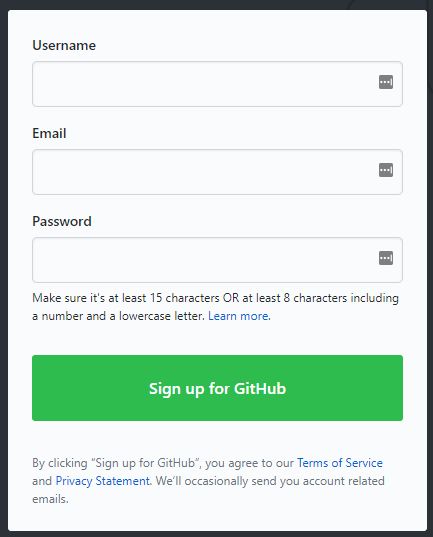 Username
Email
Password
Make sure it's at least 15 characters OR at least 8 characters including
a number and a lowercase letter. Learn more.
Sign up for GitHub
By clicking “Sign up for GitHub”, you agree to our Terms of Service
and Privacy Statement. We’ll occasionally send you account related
emails.